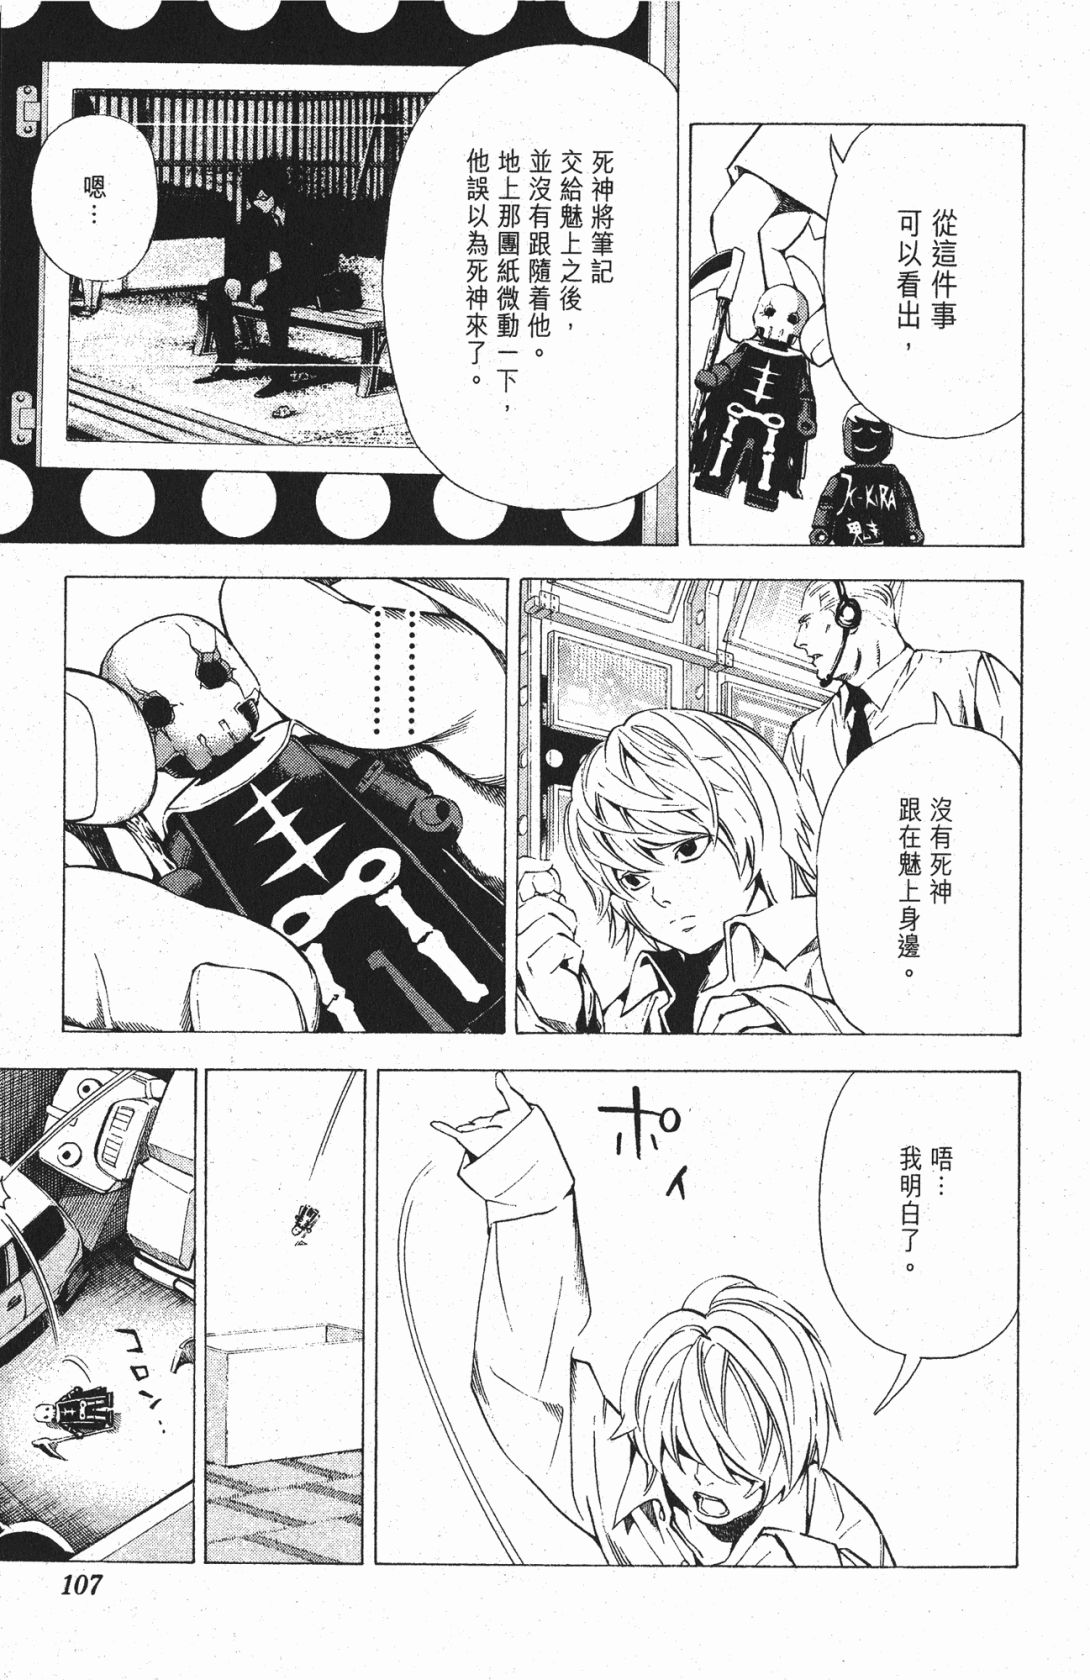 從這件事
可以看出，
X-KIRA
魅
死神將筆記
交給魅上之後，
並沒有跟隨着他。
地上那團紙微動一下，
他誤以為死神來了。
嗯…
沒有死神
跟在魅上身邊。
…………
唔…
我明白了。
ポイ
コロン…
107